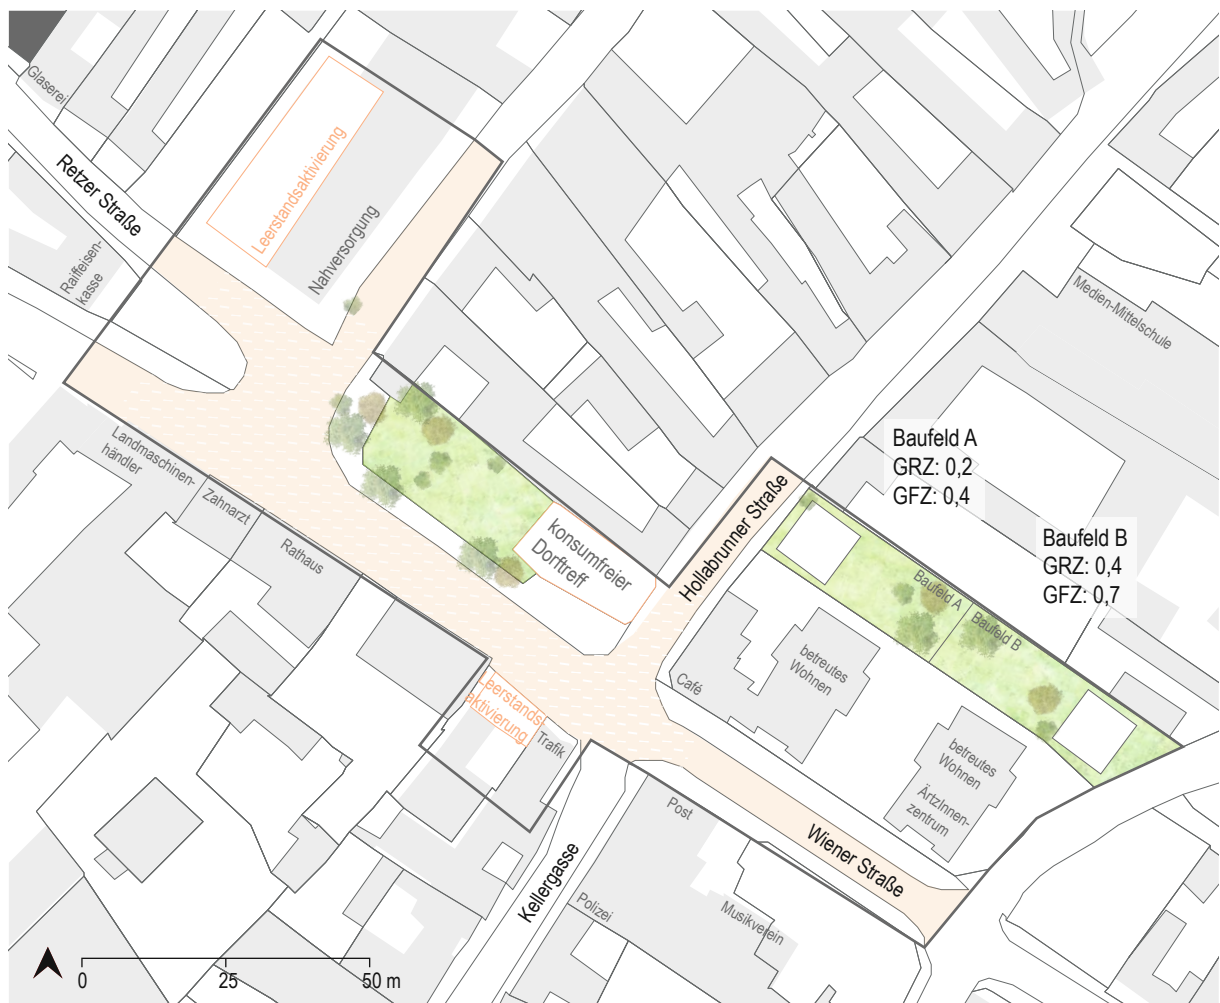 Glaserei
Retzer Straße
Raiffeisen-
kasse
Leerstandsaktivierung
Nahversorgung
Medien-Mittelschule
Landmaschinen-
händler
Zahnarzt
Rathaus
konsumfreier
Dorftreff
Hollabrunner Straße
Baufeld A
GRZ: 0,2
GFZ: 0,4
Baufeld B
GRZ: 0,4
GFZ: 0,7
Baufeld A
Baufeld B
betreutes
Wohnen
Café
Leerstands-
aktivierung
Trafik
betreutes
Wohnen
ÄrtzInnen-
zentrum
Post
Wiener Straße
Kellergasse
Polizei
Musikverein
0
25
50 m